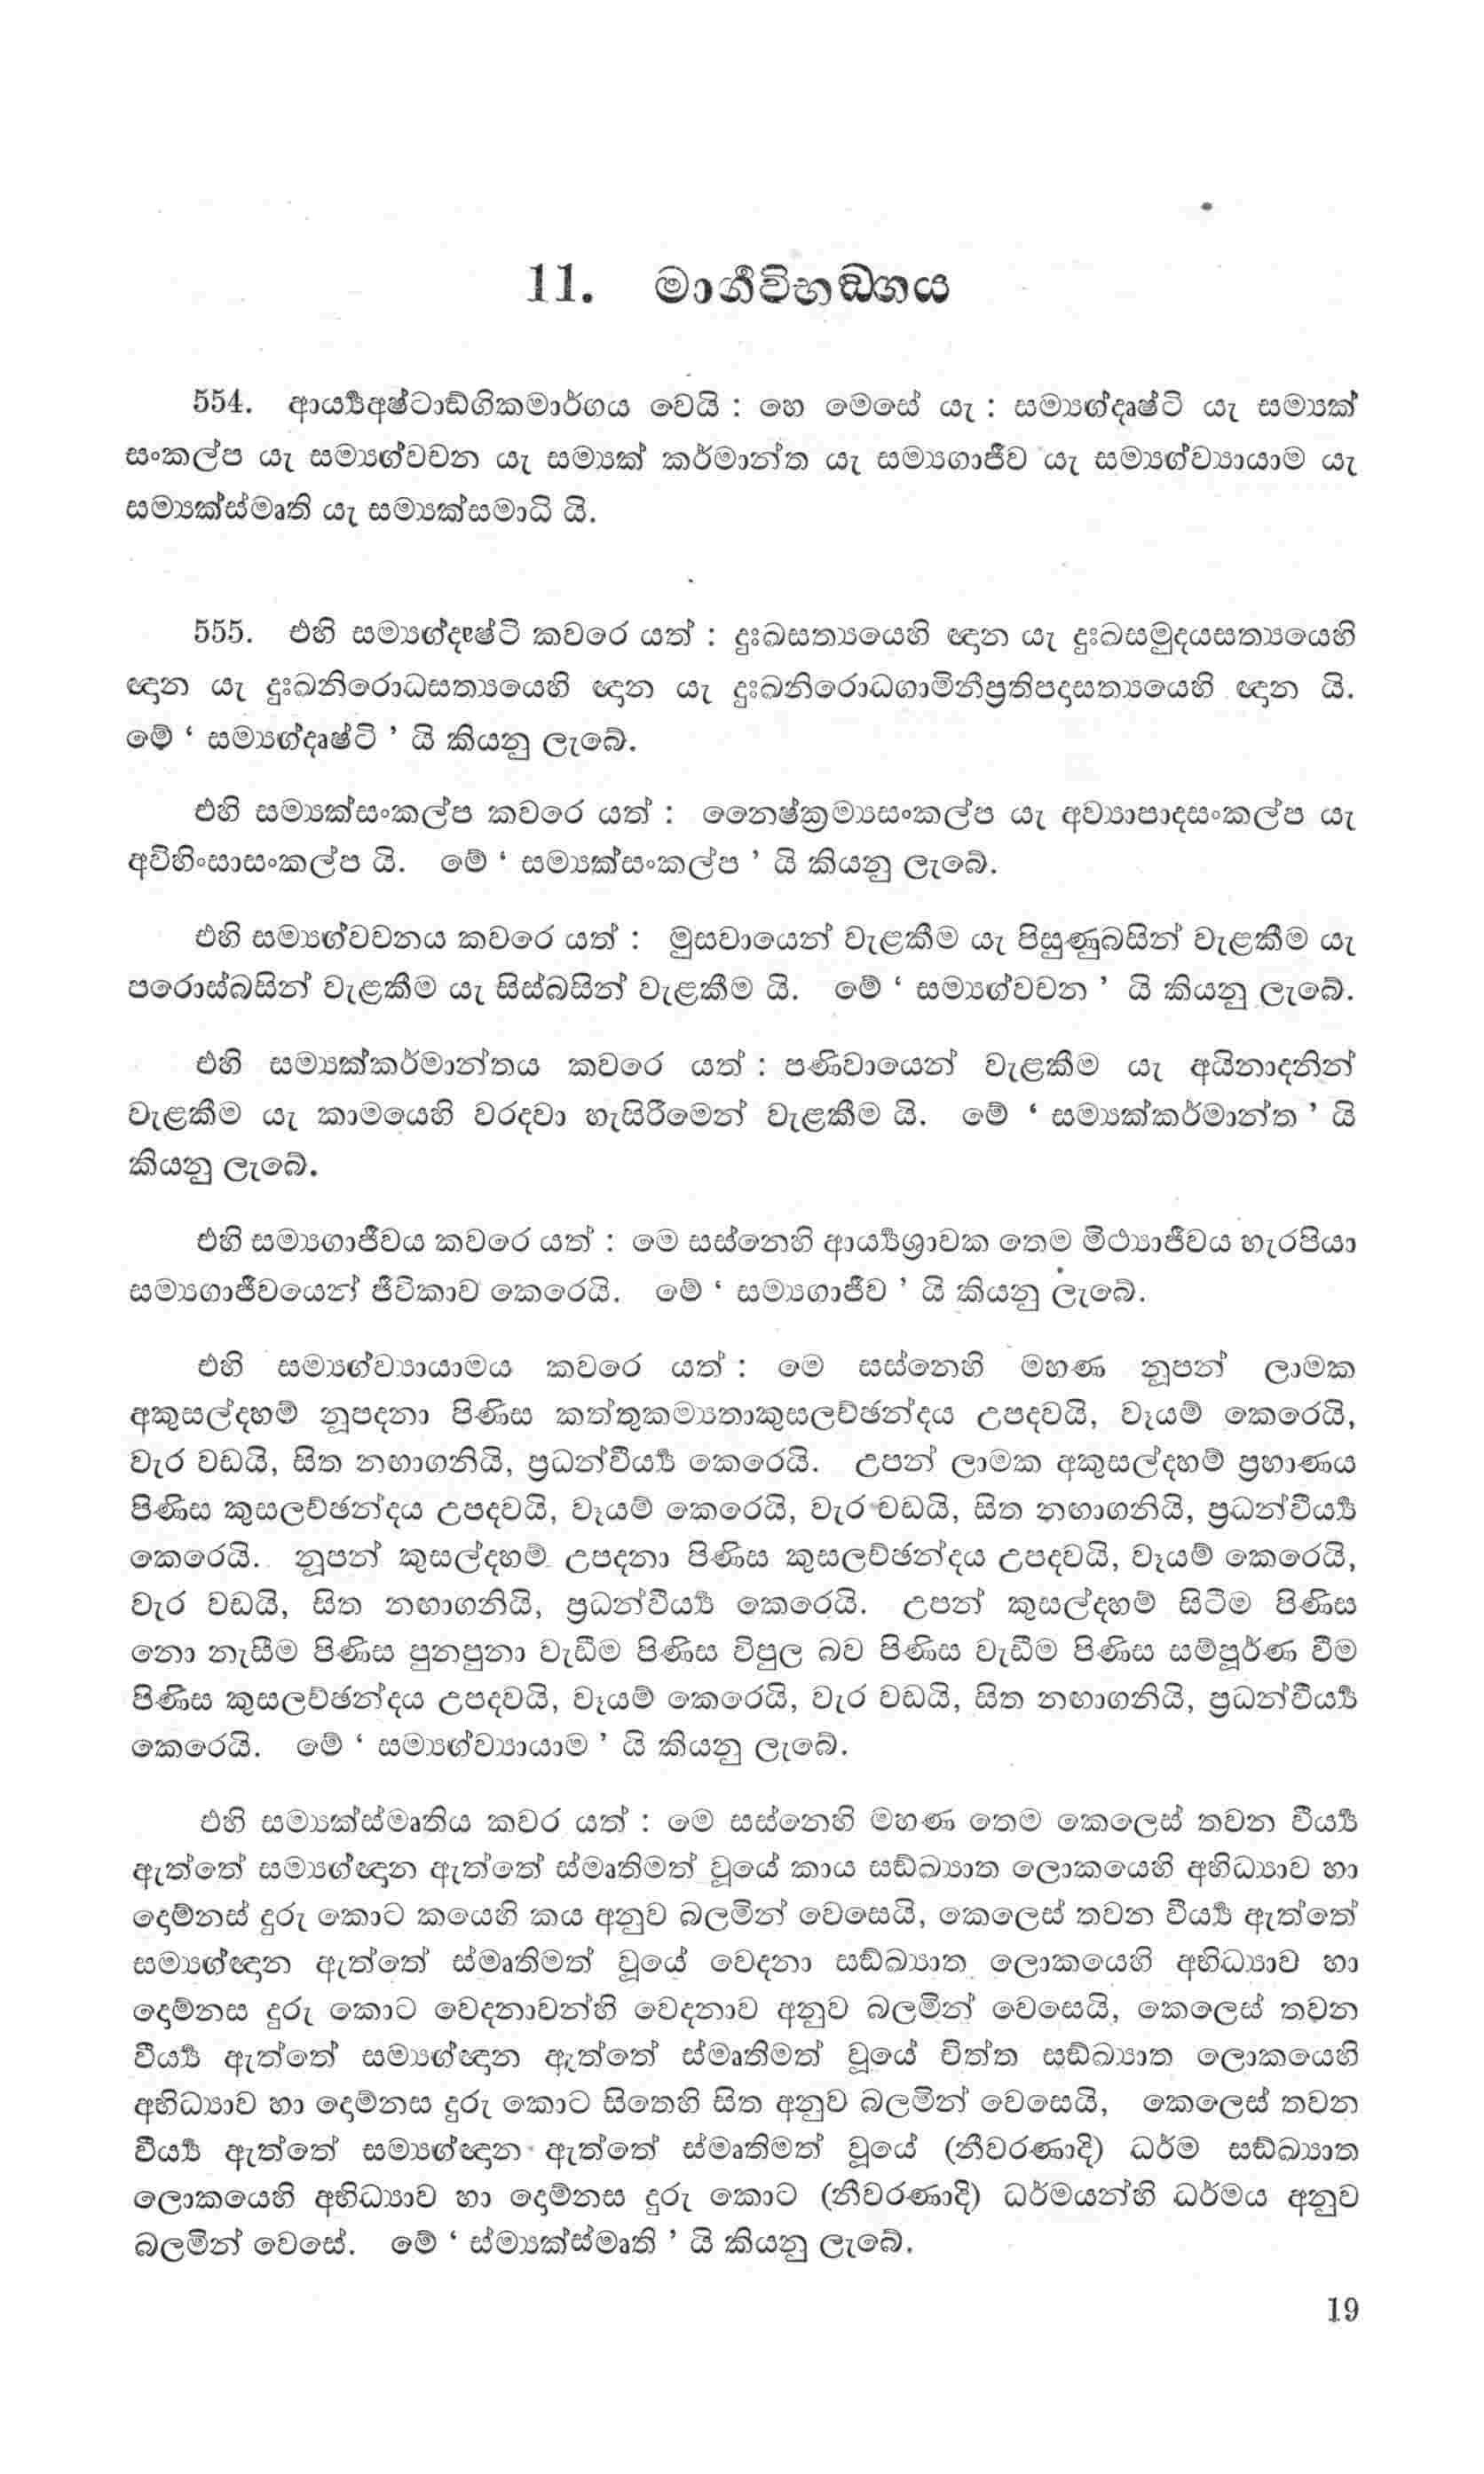 11. මාර්‍ගවිභඞ්ගය
554. ආර්‍ය්‍යඅෂ්ටාඞ්ගිකමාර්ගය වෙයි : හෙ මෙසේ යැ : සම්‍යග්දෘෂ්ටි යැ සම්‍යක්
සංකල්ප යැ සම්‍යග්වචන යැ සම්‍යක් කර්මාන්ත යැ සම්‍යගාජීව යැ සම්‍යග්ව්‍යායාම යැ
සම්‍යක්ස්මෘති යැ සම්‍යක්සමාධි යි.
555. එහි සම්‍යග්දෘෂ්ටි කවරෙ යත් : දුඃඛසත්‍යයෙහි ඥාන යැ දුඃඛසමුදයසත්‍යයෙහි
ඥාන යැ දුඃඛනිරොධසත්‍යයෙහි ඥාන යැ දුඃඛනිරොධගාමිනීප්‍රතිපදාසත්‍යයෙහි ඥාන යි.
මේ ‘ සම්‍යග්දෘෂ්ටි ’ යි කියනු ලැබේ.
එහි සම්‍යක්සංකල්ප කවරෙ යත් : නෛෂ්ක්‍රම්‍යසංකල්ප යැ අව්‍යාපාදසංකල්ප යැ
අවිහිංසාසංකල්ප යි. මේ ‘ සම්‍යක්සංකල්ප ’ යි කියනු ලැබේ.
එහි සම්‍යග්වචනය කවරෙ යත් : මුසවායෙන් වැළකීම යැ පිසුණුබසින් වැළකීම යැ
පරොස්බසින් වැළකීම යැ සිස්බසින් වැළකීම යි. මේ ‘ සම්‍යග්වචන ’ යි කියනු ලැබේ.
එහි සම්‍යක්කර්මාන්තය කවරෙ යත් : පණිවායෙන් වැළකීම යැ අයිනාදනින්
වැළකීම යැ කාමයෙහි වරදවා හැසිරීමෙන් වැළකීම යි. මේ ‘ සම්‍යක්කර්මාන්ත ’ යි
කියනු ලැබේ.
එහි සම්‍යගාජීවය කවරෙ යත් : මෙ සස්නෙහි ආර්‍ය්‍යශ්‍රාවක තෙම මිථ්‍යාජීවය හැරපියා
සම්‍යගාජීවයෙන් ජීවිකාව කෙරෙයි. මේ ‘ සම්‍යගාජීව ’ යි කියනු ලැබේ.
එහි සම්‍යග්ව්‍යායාමය කවරෙ යත් : මෙ සස්නෙහි මහණ නූපන් ලාමක
අකුසල්දහම් නූපදනා පිණිස කත්තුකම්‍යතාකුසලච්ඡන්දය උපදවයි, වෑයම් කෙරෙයි,
වැර වඩයි, සිත නඟාගනියි, ප්‍රධන්වීර්‍ය්‍ය කෙරෙයි. උපන් ලාමක අකුසල්දහම් ප්‍රහාණය
පිණිස කුසලච්ඡන්දය උපදවයි, වෑයම් කෙරෙයි, වැර වඩයි, සිත නඟාගනියි, ප්‍රධන්වීර්‍ය්‍ය
කෙරෙයි. නූපන් කුසල්දහම් උපදනා පිණිස කුසලච්ඡන්දය උපදවයි, වෑයම් කෙරෙයි,
වැර වඩයි, සිත නඟාගනියි, ප්‍රධන්වීර්‍ය්‍ය කෙරෙයි. උපන් කුසල්දහම් සිටීම පිණිස
නො නැසීම පිණිස පුනපුනා වැඩීම පිණිස විපුල බව පිණිස වැඩීම පිණිස සම්පූර්ණ වීම
පිණිස කුසලච්ඡන්දය උපදවයි, වෑයම් කෙරෙයි, වැර වඩයි, සිත නඟාගනියි, ප්‍රධන්වීර්‍ය්‍ය
කෙරෙයි. මේ ‘ සම්‍යග්ව්‍යායාම ’ යි කියනු ලැබේ.
එහි සම්‍යක්ස්මෘතිය කවර යත් : මෙ සස්නෙහි මහණ තෙම කෙලෙස් තවන වීර්‍ය්‍ය
ඇත්තේ සම්‍යග්ඥාන ඇත්තේ ස්මෘතිමත් වූයේ කාය සඞ්ඛ්‍යාත ලොකයෙහි අභිධ්‍යාව හා
දොම්නස් දුරු කොට කයෙහි කය අනුව බලමින් වෙසෙයි, කෙලෙස් තවන වීර්‍ය්‍ය ඇත්තේ
සම්‍යග්ඥාන ඇත්තේ ස්මෘතිමත් වූයේ වෙදනා සඞ්ඛ්‍යාත ලොකයෙහි අභිධ්‍යාව හා
දොම්නස දුරු කොට වෙදනාවන්හි වෙදනාව අනුව බලමින් වෙසෙයි, කෙලෙස් තවන
වීර්‍ය්‍ය ඇත්තේ සම්‍යග්ඥාන ඇත්තේ ස්මෘතිමත් වූයේ චිත්ත සඞ්ඛ්‍යාත ලොකයෙහි
අභිධ්‍යාව හා දොම්නස දුරු කොට සිතෙහි සිත අනුව බලමින් වෙසෙයි, කෙලෙස් තවන
වීර්‍ය්‍ය ඇත්තේ සම්‍යග්ඥාන ඇත්තේ ස්මෘතිමත් වූයේ (නීවරණාදි) ධර්ම සඞ්ඛ්‍යාත
ලොකයෙහි අභිධ්‍යාව හා දොම්නස දුරු කොට (නීවරණාදි) ධර්මයන්හි ධර්මය අනුව
බලමින් වෙසේ. මේ ‘ ස්ම්‍යක්ස්මෘති ’ යි කියනු ලැබේ.
19